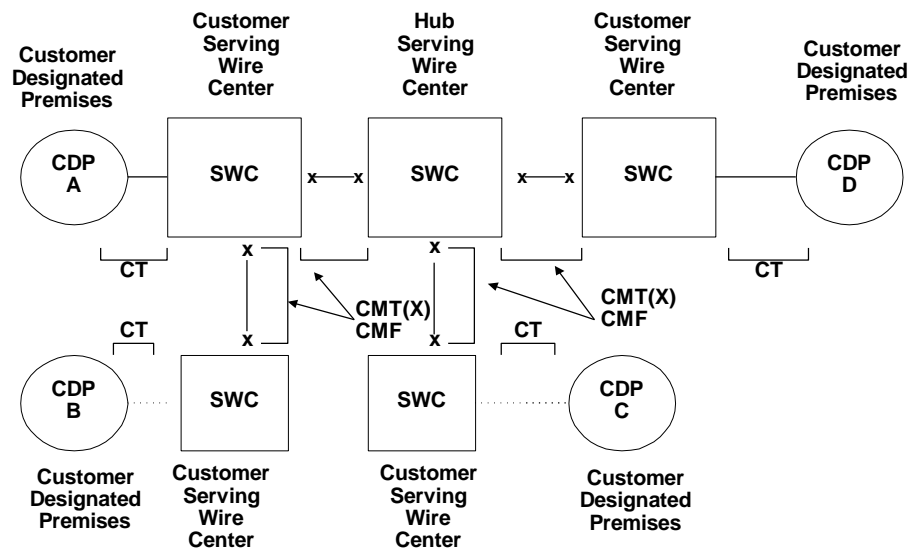 Customer
Serving
Wire
Center
Hub
Serving
Wire
Center
Customer
Serving
Wire
Center
Customer
Designated
Premises
Customer
Designated
Premises
CDP
A
SWC
x
x
SWC
x
x
SWC
CDP
D
CT
x
x
CT
CMT(X)
CMF
CMT(X)
CMF
CT
x
x
CT
CDP
B
SWC
SWC
CDP
C
Customer
Designated
Premises
Customer
Serving
Wire
Center
Customer
Serving
Wire
Center
Customer
Designated
Premises